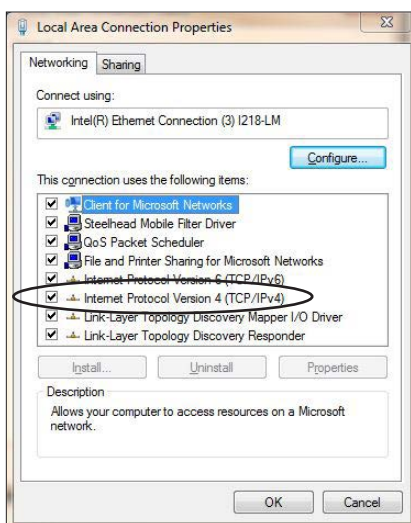 Local Area Connection Properties
Networking Sharing
Connect using:
Intel(R) Ethernet Connection (3) I218-LM
Configure...
This connection uses the following items:
Client for Microsoft Networks
Steelhead Mobile Filter Driver
QoS Packet Scheduler
File and Printer Sharing for Microsoft Networks
Internet Protocol Version 6 (TCP/IPv6)
Internet Protocol Version 4 (TCP/IPv4)
Link-Layer Topology Discovery Mapper I/O Driver
Link-Layer Topology Discovery Responder
Install... Uninstall Properties
Description
Allows your computer to access resources on a Microsoft
network.
OK Cancel